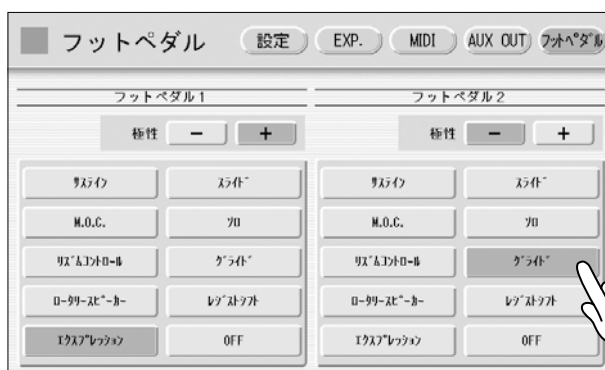 フットペダル 設定 EXP. MIDI AUX OUT ﾌｯﾄﾍﾟﾀﾞﾙ
フットペダル1 フットペダル2
極性 − + 極性 − +
ｻｽﾃｲﾝ ｽﾗｲﾄﾞ ｻｽﾃｲﾝ ｽﾗｲﾄﾞ
M.O.C. ｿﾛ M.O.C. ｿﾛ
ﾘｽﾞﾑｺﾝﾄﾛｰﾙ ｸﾞﾗｲﾄﾞ ﾘｽﾞﾑｺﾝﾄﾛｰﾙ ｸﾞﾗｲﾄﾞ
ﾛｰﾀﾘｰｽﾋﾟｰｶｰ ﾚｼﾞｽﾄｼﾌﾄ ﾛｰﾀﾘｰｽﾋﾟｰｶｰ ﾚｼﾞｽﾄｼﾌﾄ
ｴｸｽﾌﾟﾚｯｼｮﾝ OFF ｴｸｽﾌﾟﾚｯｼｮﾝ OFF